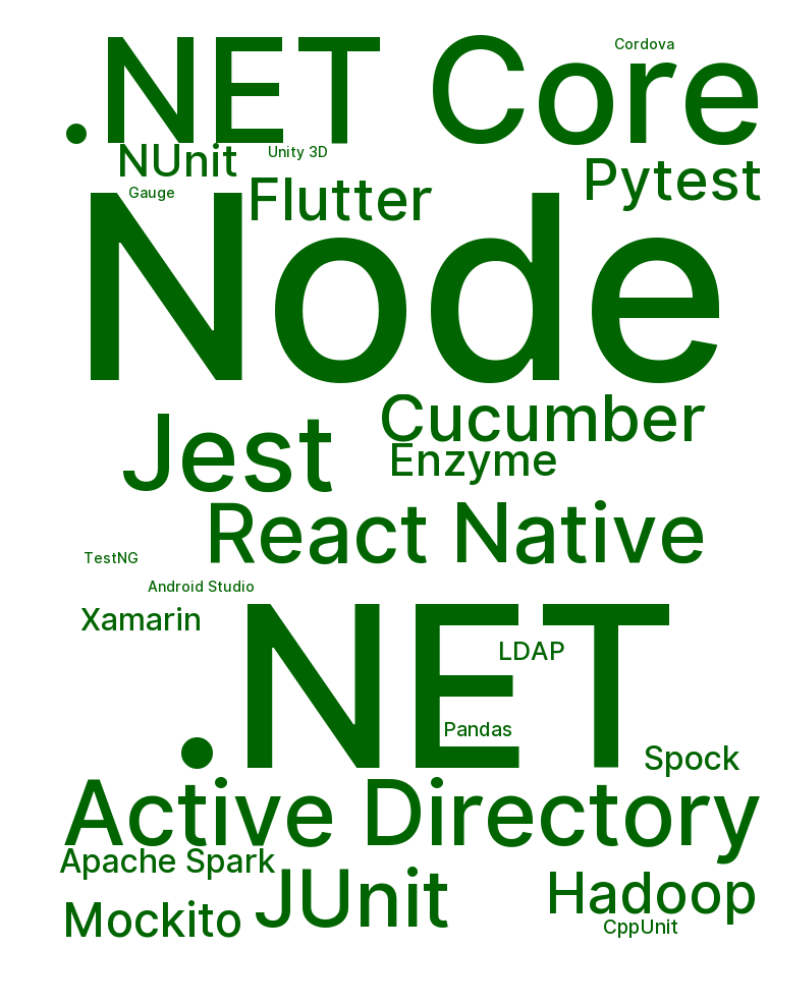 Cordova
.NET Core
NUnit
Unity 3D
Pytest
Gauge
Flutter
Node
Cucumber
Jest
Enzyme
React Native
TestNG
Android Studio
Xamarin
.NET
LDAP
Pandas
Spock
Active Directory
Apache Spark
JUnit
Hadoop
Mockito
CppUnit